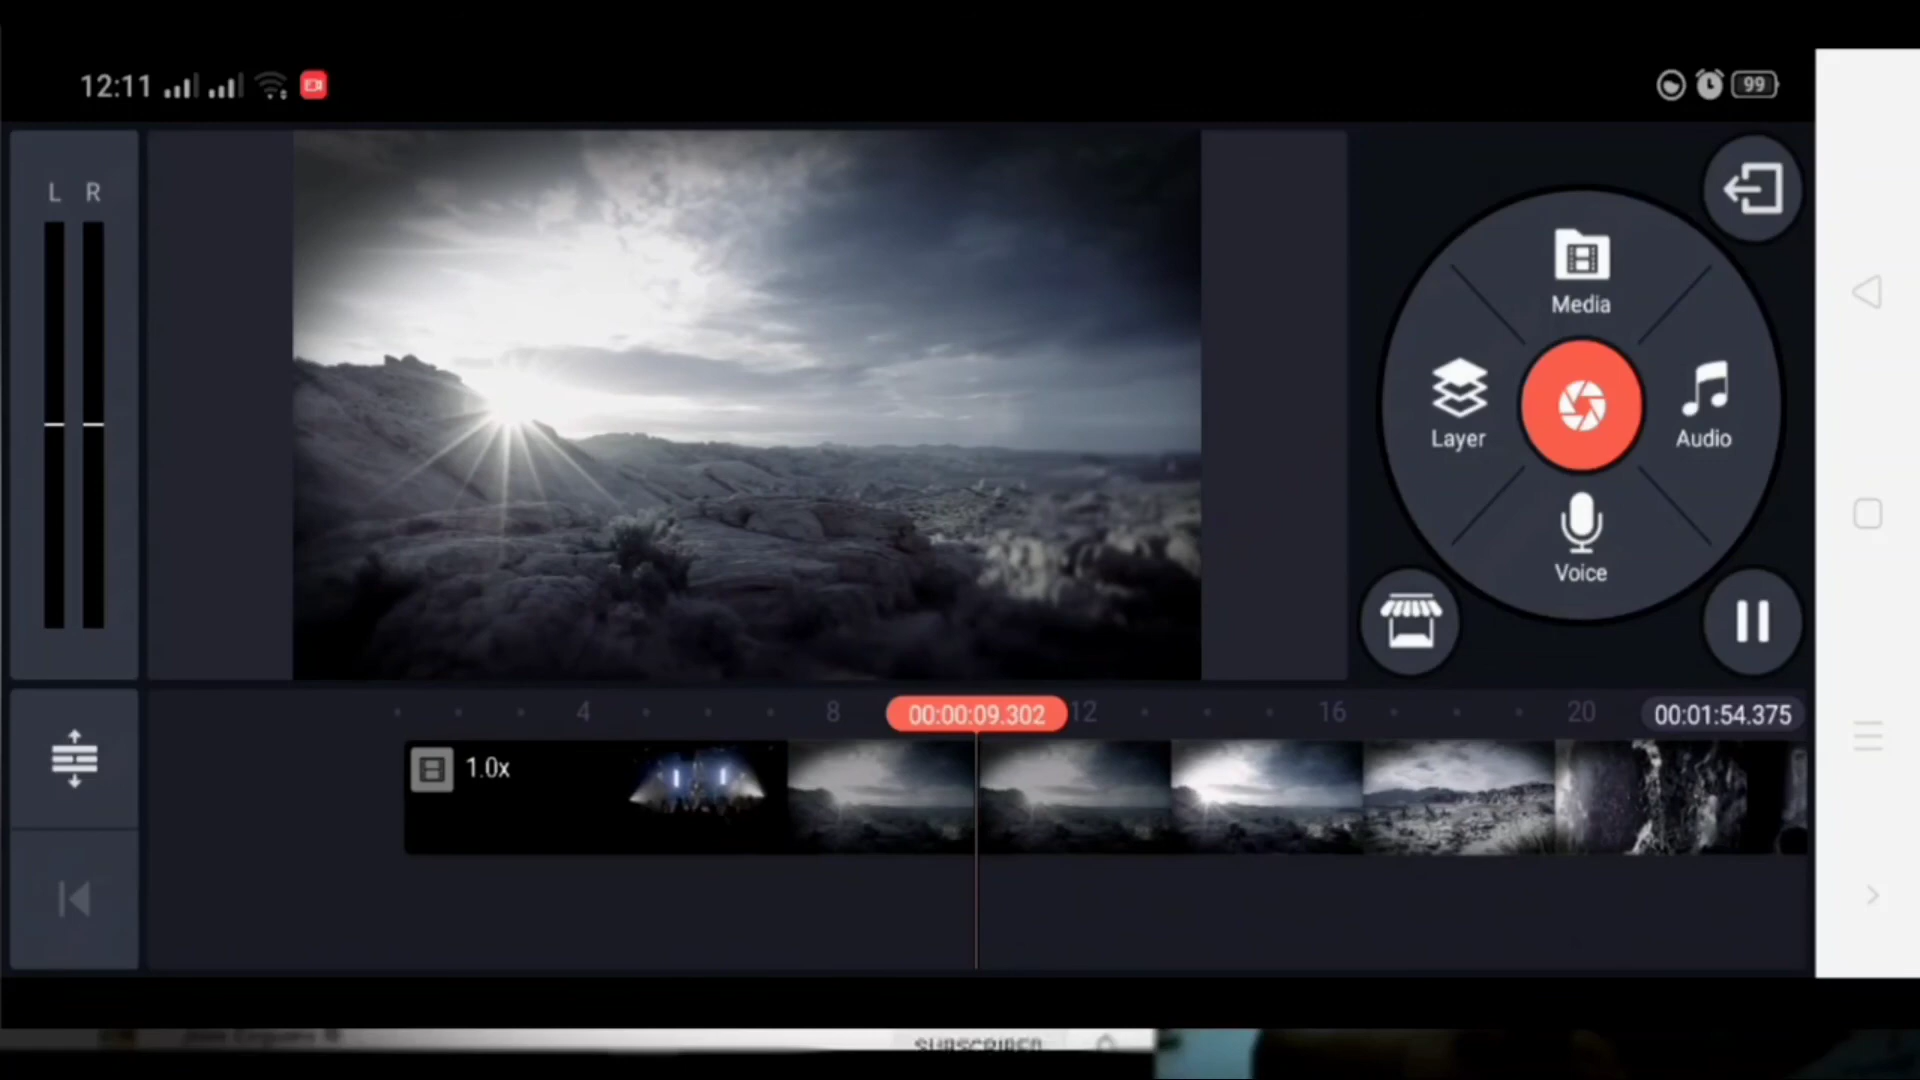 12:11
99
L R
Media
Layer
Audio
Voice
4
8
00:00:09.302
12
16
20
00:01:54.375
1.0x
SUBSCRIBED